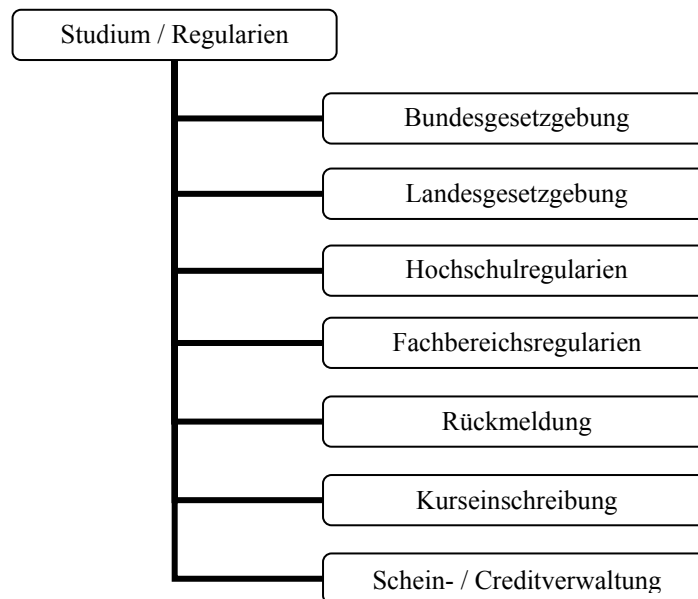 Studium / Regularien
Bundesgesetzgebung
Landesgesetzgebung
Hochschulregularien
Fachbereichsregularien
Rückmeldung
Kurseinschreibung
Schein- / Creditverwaltung